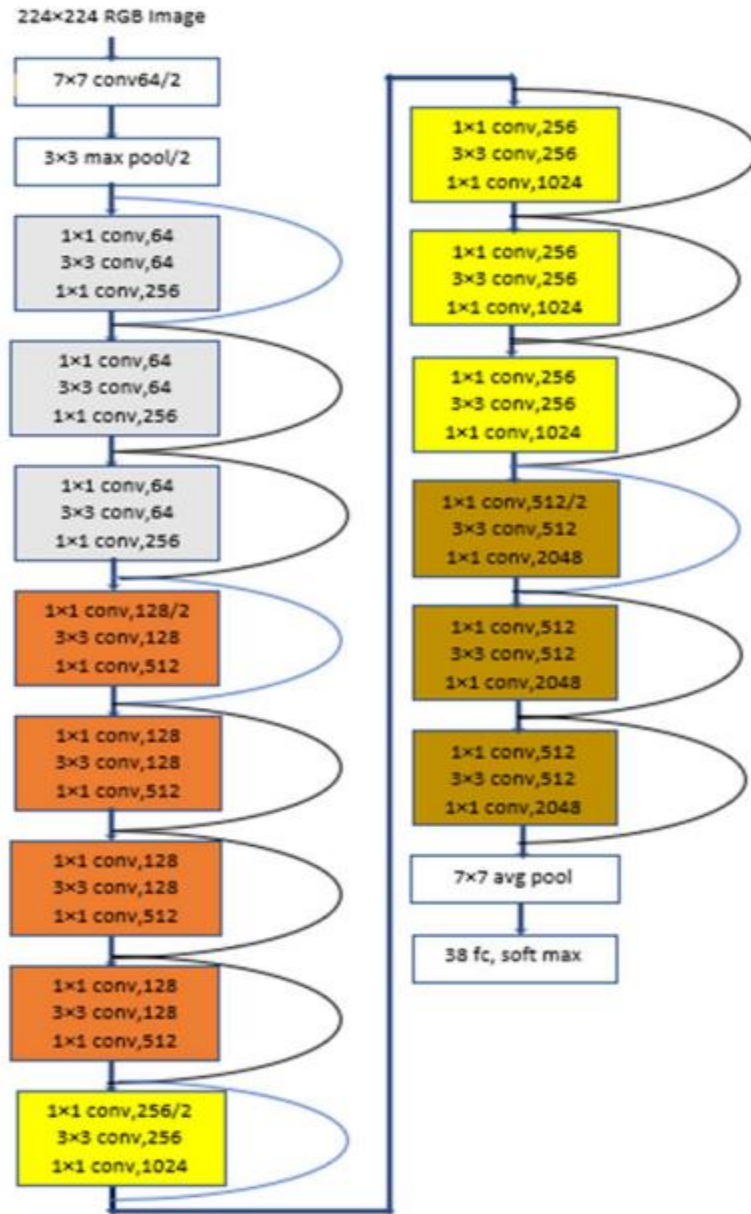 224×224 RGB Image
7×7 conv64/2
3×3 max pool/2
1×1 conv,64
3×3 conv,64
1×1 conv,256
1×1 conv,64
3×3 conv,64
1×1 conv,256
1×1 conv,64
3×3 conv,64
1×1 conv,256
1×1 conv,128/2
3×3 conv,128
1×1 conv,512
1×1 conv,128
3×3 conv,128
1×1 conv,512
1×1 conv,128
3×3 conv,128
1×1 conv,512
1×1 conv,128
3×3 conv,128
1×1 conv,512
1×1 conv,256/2
3×3 conv,256
1×1 conv,1024
1×1 conv,256
3×3 conv,256
1×1 conv,1024
1×1 conv,256
3×3 conv,256
1×1 conv,1024
1×1 conv,256
3×3 conv,256
1×1 conv,1024
1×1 conv,512/2
3×3 conv,512
1×1 conv,2048
1×1 conv,512
3×3 conv,512
1×1 conv,2048
1×1 conv,512
3×3 conv,512
1×1 conv,2048
7×7 avg pool
38 fc, soft max